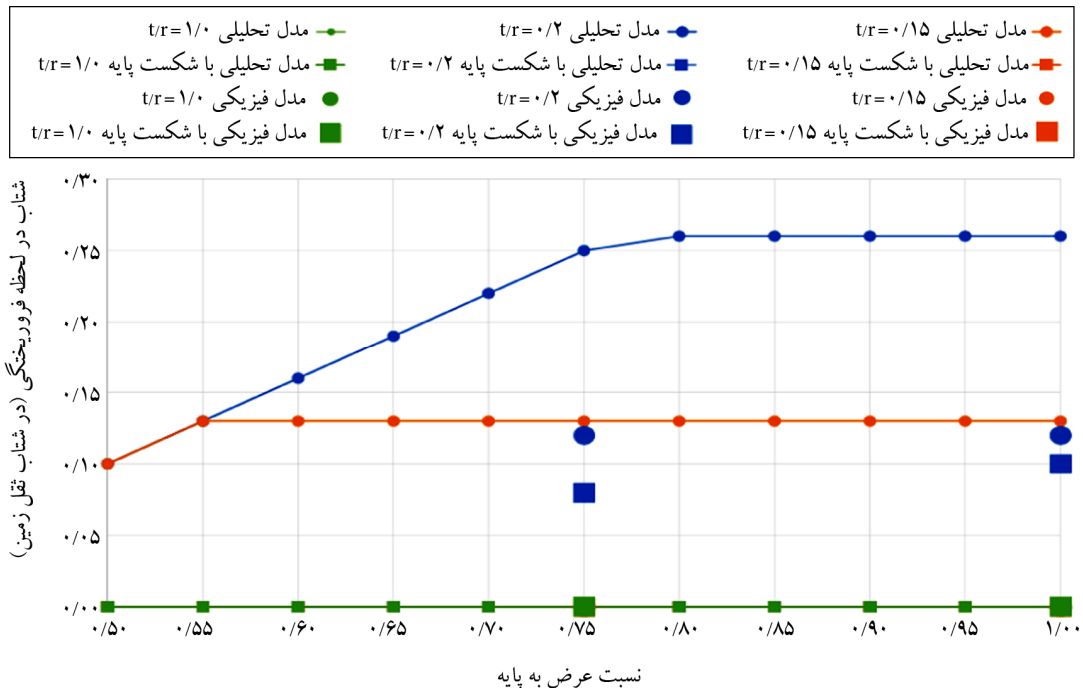 مدل تحلیلی t/r=۰/۱۵
مدل تحلیلی t/r=۰/۲
مدل تحلیلی t/r=۱/۰
مدل تحلیلی با شکست پایه t/r=۰/۱۵
مدل تحلیلی با شکست پایه t/r=۰/۲
مدل تحلیلی با شکست پایه t/r=۱/۰
مدل فیزیکی t/r=۰/۱۵
مدل فیزیکی t/r=۰/۲
مدل فیزیکی t/r=۱/۰
مدل فیزیکی با شکست پایه t/r=۰/۱۵
مدل فیزیکی با شکست پایه t/r=۰/۲
مدل فیزیکی با شکست پایه t/r=۱/۰
شتاب در لحظه فروریختگی (در شتاب ثقل زمین)
۰/۳۰
۰/۲۵
۰/۲۰
۰/۱۵
۰/۱۰
۰/۰۵
۰/۰۰
۰/۵۰ ۰/۵۵ ۰/۶۰ ۰/۶۵ ۰/۷۰ ۰/۷۵ ۰/۸۰ ۰/۸۵ ۰/۹۰ ۰/۹۵ ۱/۰۰
نسبت عرض به پایه